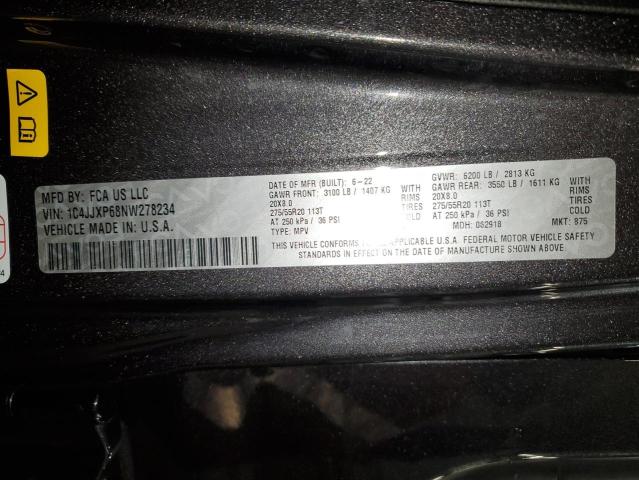 MFD BY: FCA US LLC
VIN: 1C4JJXP68NW278234
VEHICLE MADE IN: U.S.A.
DATE OF MFR (BUILT): 6-22
GAWR FRONT: 3100 LB / 1407 KG
20X8.0 WITH RIMS
275/55R20 113T TIRES
AT 250 kPa / 36 PSI COLD
TYPE: MPV
GVWR: 6200 LB / 2813 KG
GAWR REAR: 3550 LB / 1611 KG
20X8.0 WITH RIMS
275/55R20 113T TIRES
AT 250 kPa / 36 PSI COLD
MDH: 062918 MKT: 875
THIS VEHICLE CONFORMS TO ALL APPLICABLE U.S.A. FEDERAL MOTOR VEHICLE SAFETY
STANDARDS IN EFFECT ON THE DATE OF MANUFACTURE SHOWN ABOVE.